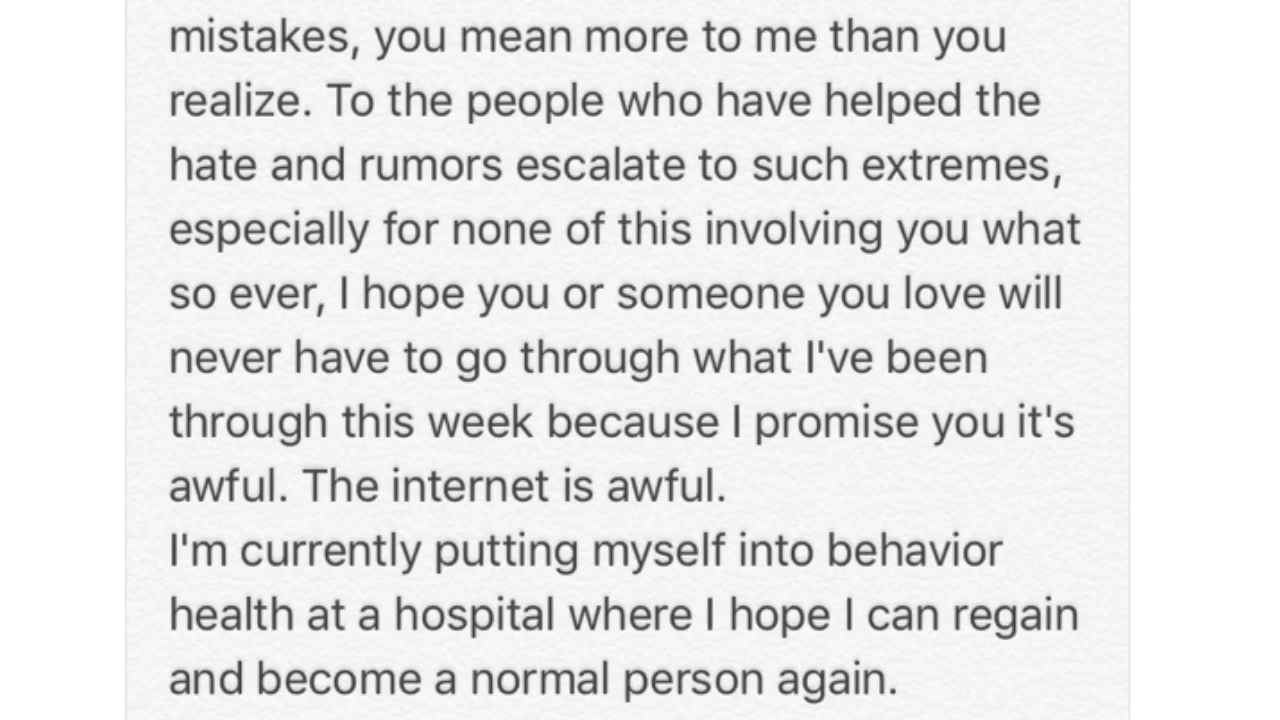 mistakes, you mean more to me than you
realize. To the people who have helped the
hate and rumors escalate to such extremes,
especially for none of this involving you what
so ever, I hope you or someone you love will
never have to go through what I've been
through this week because I promise you it's
awful. The internet is awful.
I'm currently putting myself into behavior
health at a hospital where I hope I can regain
and become a normal person again.